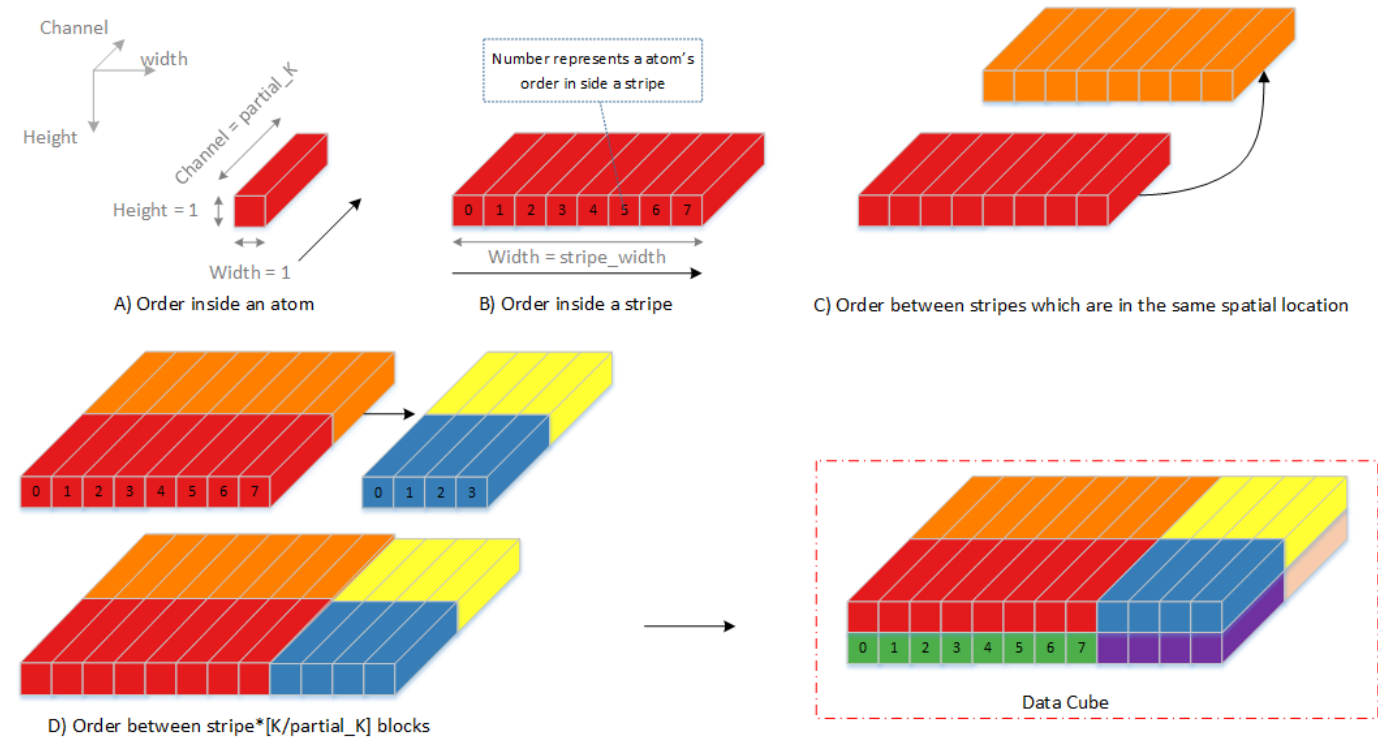 Channel
width
Height
Channel = partial_K
Height = 1
Width = 1
A) Order inside an atom
Number represents a atom's
order in side a stripe
0 1 2 3 4 5 6 7
Width = stripe_width
B) Order inside a stripe
C) Order between stripes which are in the same spatial location
0 1 2 3 4 5 6 7
0 1 2 3
D) Order between stripe*[K/partial_K] blocks
0 1 2 3 4 5 6 7
Data Cube